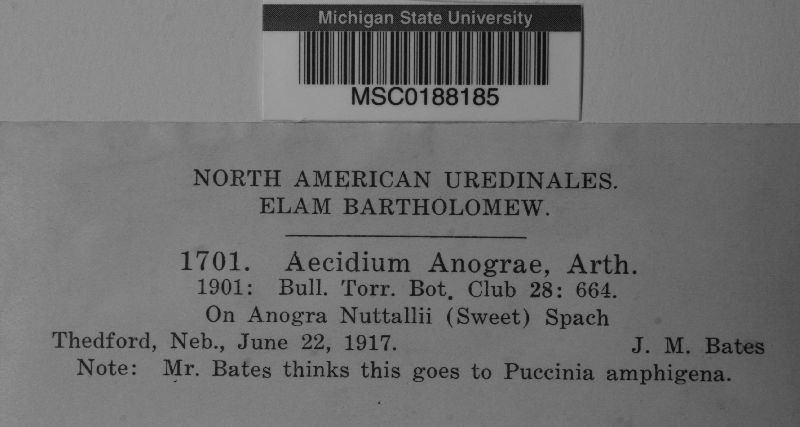 Michigan State University
MSC0188185
NORTH AMERICAN UREDINALES.
ELAM BARTHOLOMEW.
1701. Aecidium Anograe, Arth.
1901: Bull. Torr. Bot. Club 28: 664.
On Anogra Nuttallii (Sweet) Spach
Thedford, Neb., June 22, 1917. J. M. Bates
Note: Mr. Bates thinks this goes to Puccinia amphigena.